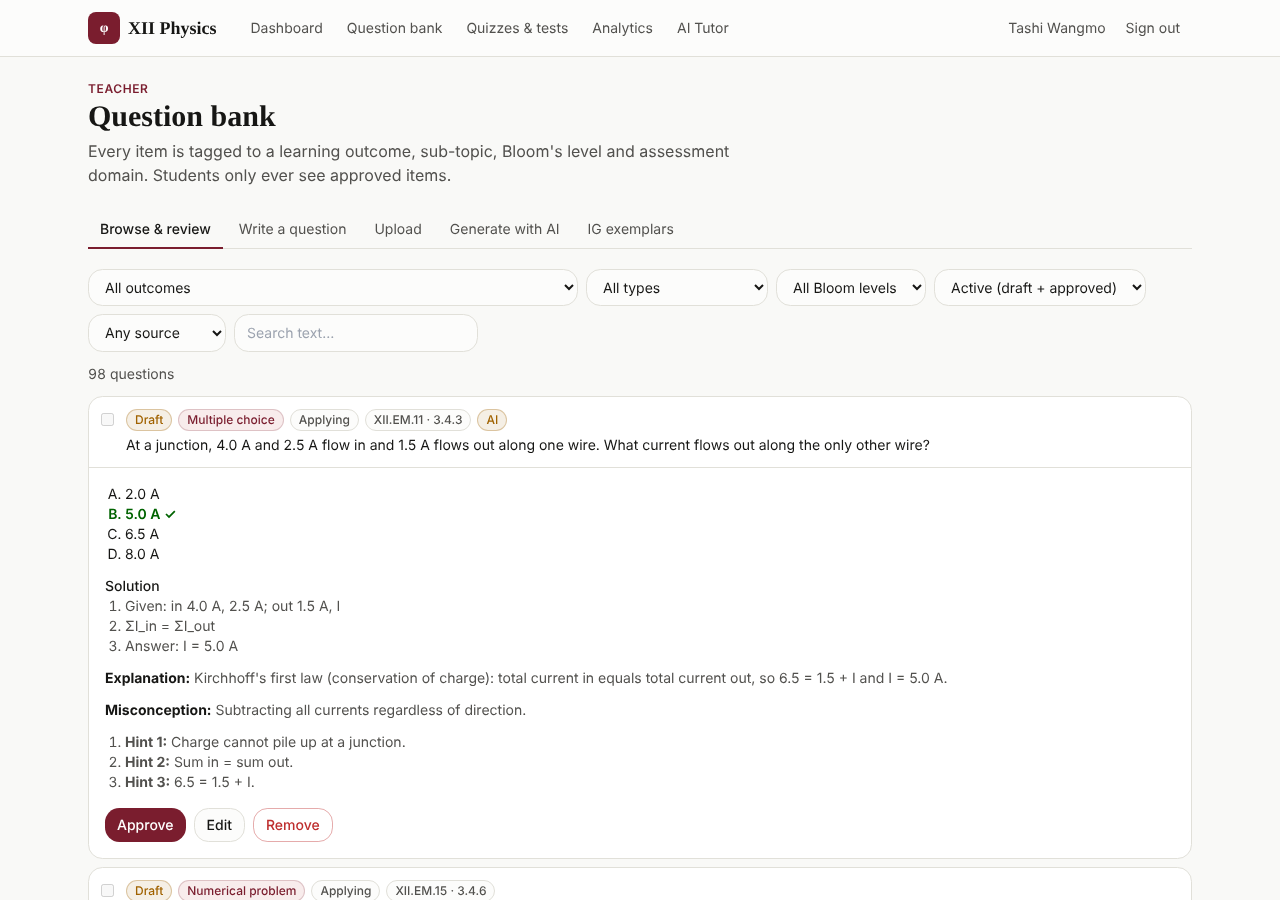 φ XII Physics Dashboard Question bank Quizzes & tests Analytics AI Tutor Tashi Wangmo Sign out
TEACHER
Question bank
Every item is tagged to a learning outcome, sub-topic, Bloom's level and assessment
domain. Students only ever see approved items.
Browse & review Write a question Upload Generate with AI IG exemplars
All outcomes All types All Bloom levels Active (draft + approved)
Any source Search text...
98 questions
Draft Multiple choice Applying XII.EM.11 · 3.4.3 AI
At a junction, 4.0 A and 2.5 A flow in and 1.5 A flows out along one wire. What current flows out along the only other wire?
A. 2.0 A
B. 5.0 A ✓
C. 6.5 A
D. 8.0 A
Solution
1. Given: in 4.0 A, 2.5 A; out 1.5 A, I
2. ΣI_in = ΣI_out
3. Answer: I = 5.0 A
Explanation: Kirchhoff's first law (conservation of charge): total current in equals total current out, so 6.5 = 1.5 + I and I = 5.0 A.
Misconception: Subtracting all currents regardless of direction.
1. Hint 1: Charge cannot pile up at a junction.
2. Hint 2: Sum in = sum out.
3. Hint 3: 6.5 = 1.5 + I.
Approve Edit Remove
Draft Numerical problem Applying XII.EM.15 · 3.4.6